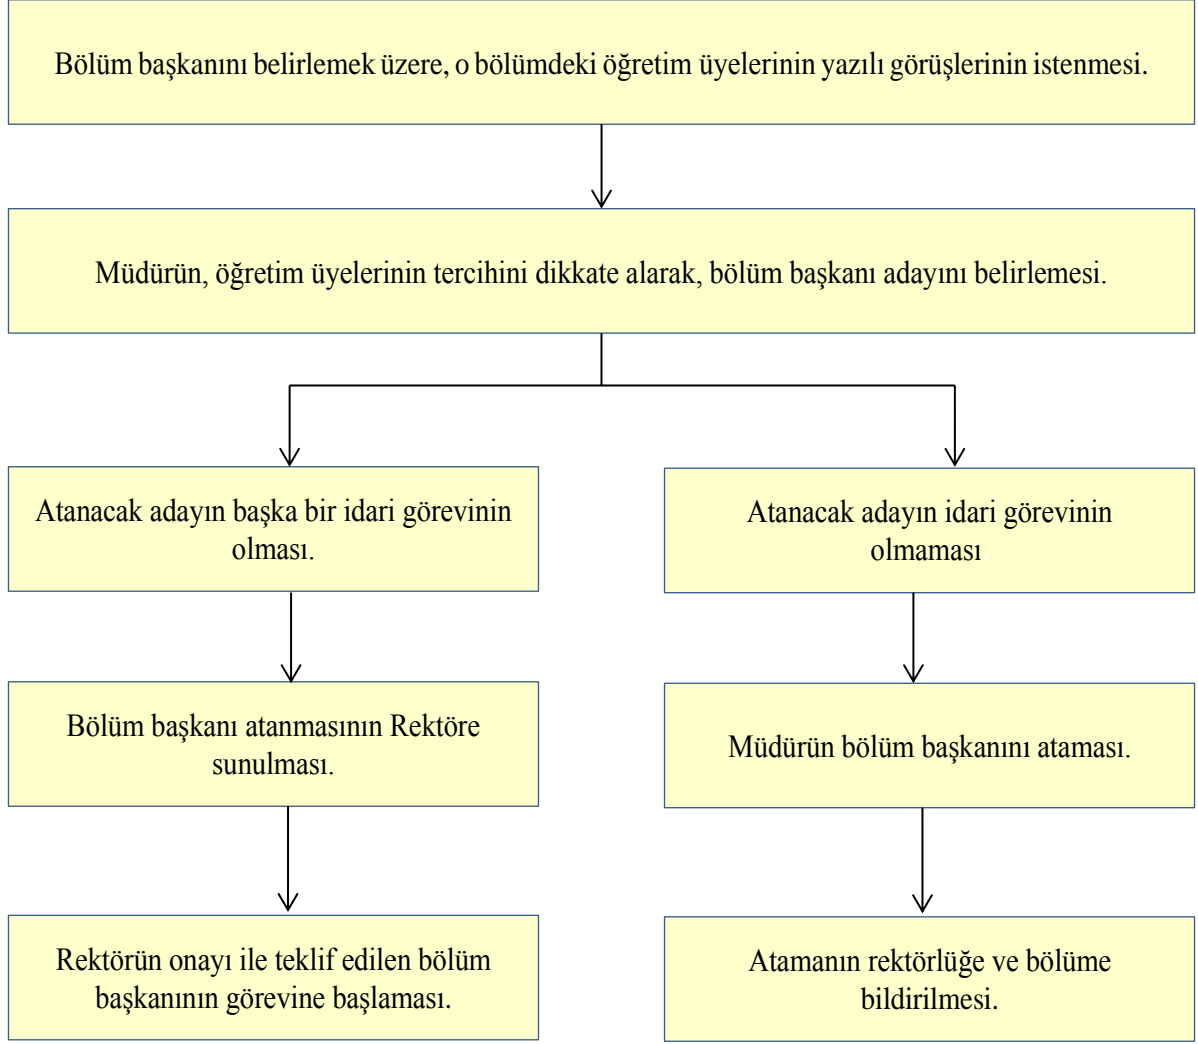 Bölüm başkanını belirlemek üzere, o bölümdeki öğretim üyelerinin yazılı görüşlerinin istenmesi.
Müdürün, öğretim üyelerinin tercihini dikkate alarak, bölüm başkanı adayını belirlemesi.
Atanacak adayın başka bir idari görevinin
olması.
Atanacak adayın idari görevinin
olmaması
Bölüm başkanı atanmasının Rektöre
sunulması.
Müdürün bölüm başkanını ataması.
Rektörün onayı ile teklif edilen bölüm
başkanının görevine başlaması.
Atamanın rektörlüğe ve bölüme
bildirilmesi.